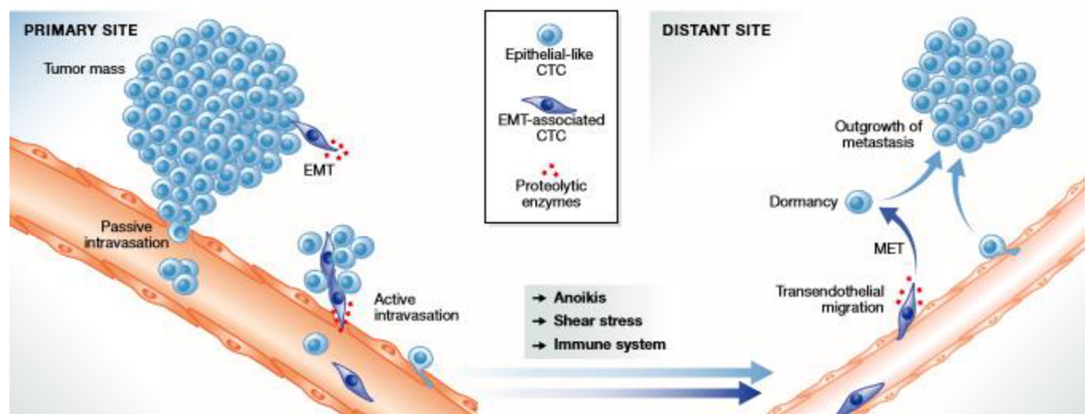 PRIMARY SITE
Tumor mass
EMT
Passive
intravasation
Active
intravasation
Epithelial-like
CTC
EMT-associated
CTC
Proteolytic
enzymes
→ Anoikis
→ Shear stress
→ Immune system
DISTANT SITE
Outgrowth of
metastasis
Dormancy
MET
Transendothelial
migration